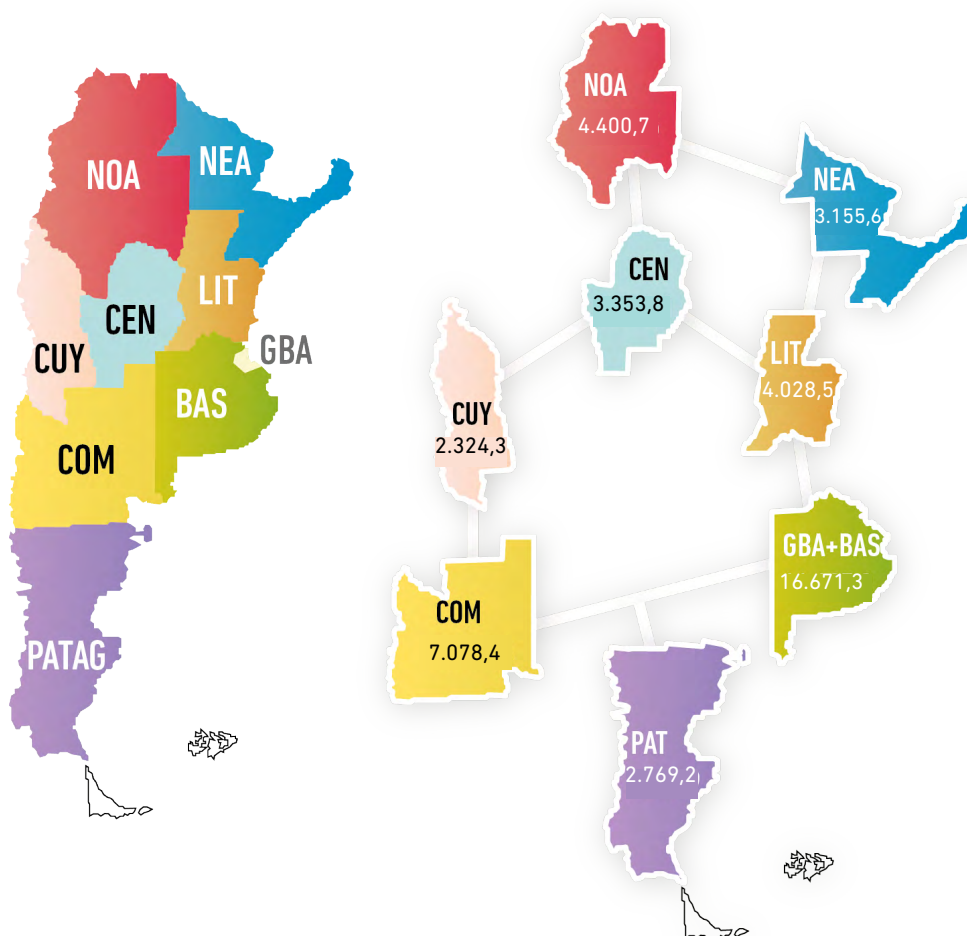 NOA
NEA
LIT
CEN
CUY
GBA
BAS
COM
PATAG
NOA
4.400,7
NEA
3.155,6
CEN
3.353,8
LIT
4.028,5
CUY
2.324,3
GBA+BAS
16.671,3
COM
7.078,4
PAT
2.769,2